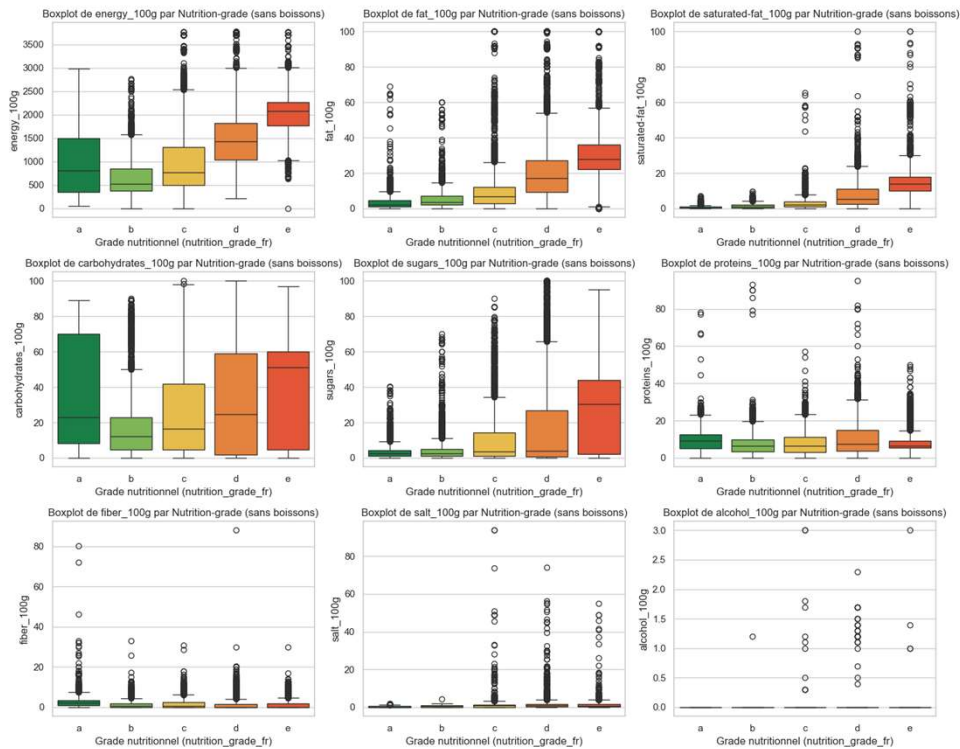 Boxplot de energy_100g par Nutrition-grade (sans boissons)
energy_100g
3500
3000
2500
2000
1500
1000
500
0
a b c d e
Grade nutritionnel (nutrition_grade_fr)
Boxplot de fat_100g par Nutrition-grade (sans boissons)
fat_100g
100
80
60
40
20
0
a b c d e
Grade nutritionnel (nutrition_grade_fr)
Boxplot de saturated-fat_100g par Nutrition-grade (sans boissons)
saturated-fat_100g
100
80
60
40
20
0
a b c d e
Grade nutritionnel (nutrition_grade_fr)
Boxplot de carbohydrates_100g par Nutrition-grade (sans boissons)
carbohydrates_100g
100
80
60
40
20
0
a b c d e
Grade nutritionnel (nutrition_grade_fr)
Boxplot de sugars_100g par Nutrition-grade (sans boissons)
sugars_100g
100
80
60
40
20
0
a b c d e
Grade nutritionnel (nutrition_grade_fr)
Boxplot de proteins_100g par Nutrition-grade (sans boissons)
proteins_100g
80
60
40
20
0
a b c d e
Grade nutritionnel (nutrition_grade_fr)
Boxplot de fiber_100g par Nutrition-grade (sans boissons)
fiber_100g
80
60
40
20
0
a b c d e
Grade nutritionnel (nutrition_grade_fr)
Boxplot de salt_100g par Nutrition-grade (sans boissons)
salt_100g
80
60
40
20
0
a b c d e
Grade nutritionnel (nutrition_grade_fr)
Boxplot de alcohol_100g par Nutrition-grade (sans boissons)
alcohol_100g
3.0
2.5
2.0
1.5
1.0
0.5
0.0
a b c d e
Grade nutritionnel (nutrition_grade_fr)